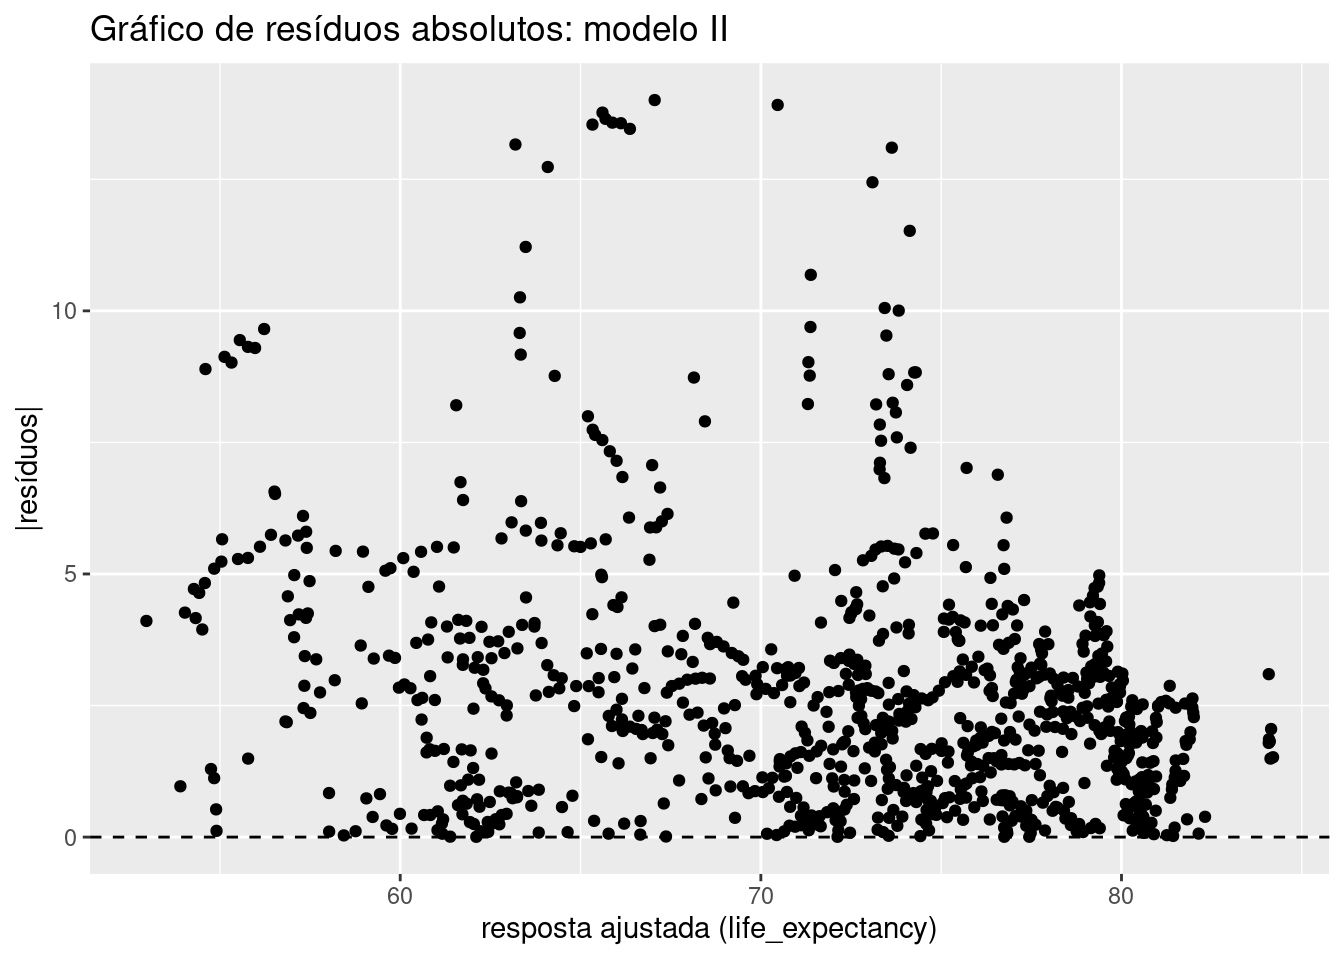 Gráfico de resíduos absolutos: modelo II
|resíduos|
10
5
0
60
70
80
resposta ajustada (life_expectancy)